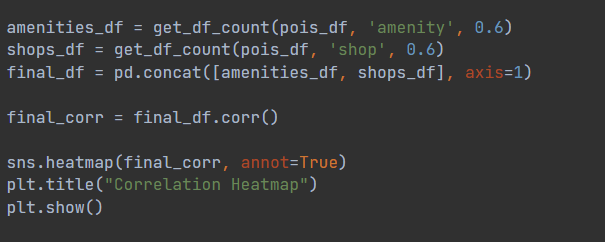 amenities_df = get_df_count(pois_df, 'amenity', 0.6)
shops_df = get_df_count(pois_df, 'shop', 0.6)
final_df = pd.concat([amenities_df, shops_df], axis=1)
final_corr = final_df.corr()
sns.heatmap(final_corr, annot=True)
plt.title("Correlation Heatmap")
plt.show()